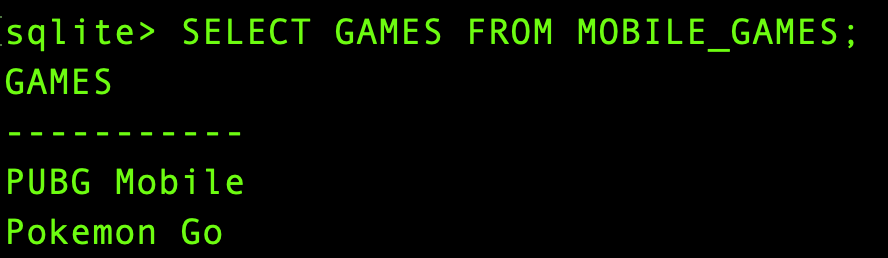 sqlite> SELECT GAMES FROM MOBILE_GAMES;
GAMES
-----------
PUBG Mobile
Pokemon Go